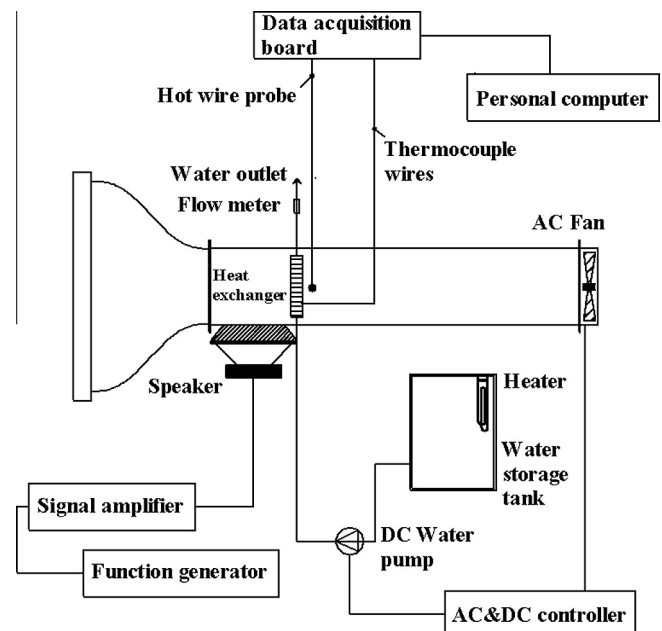 Data acquisition
board
Hot wire probe
Personal computer
Thermocouple
wires
Water outlet
Flow meter
AC Fan
Heat
exchanger
Speaker
Heater
Water
storage
tank
Signal amplifier
DC Water
pump
Function generator
AC&DC controller